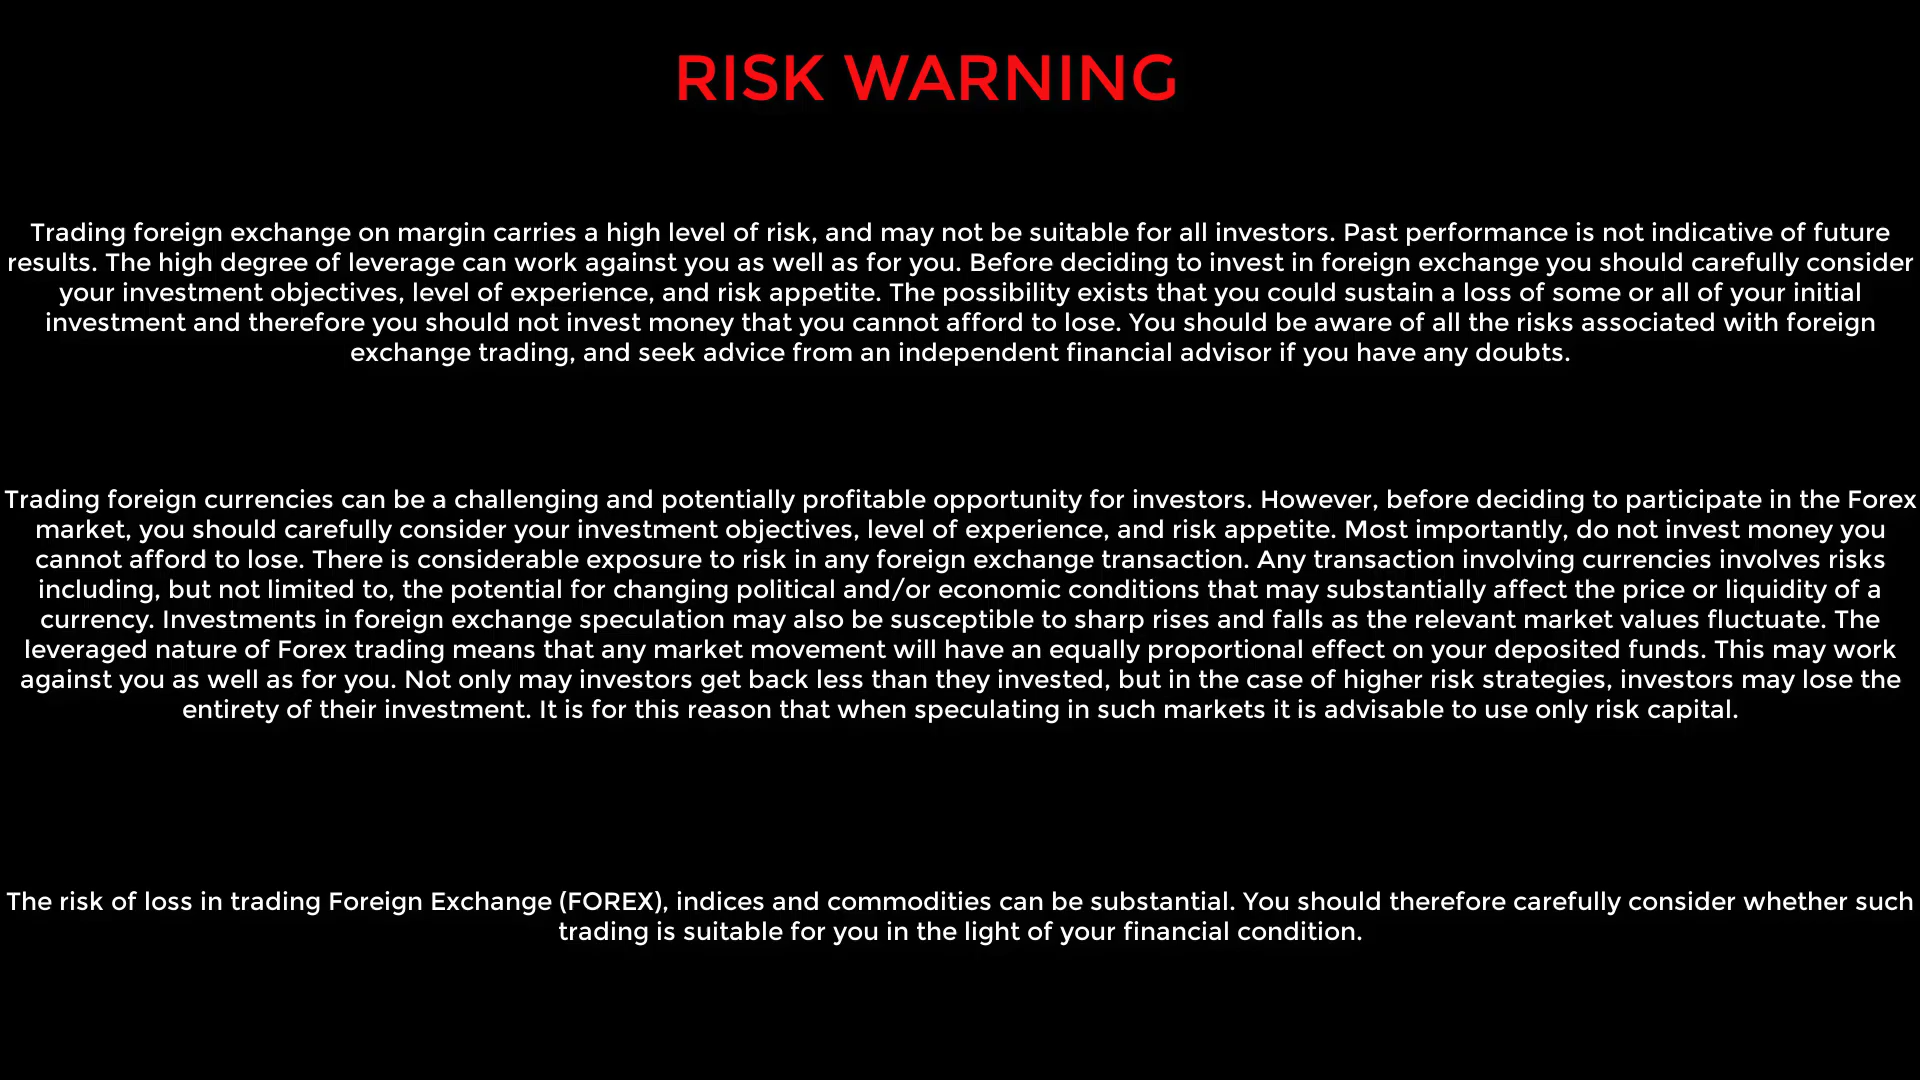 RISK WARNING
Trading foreign exchange on margin carries a high level of risk, and may not be suitable for all investors. Past performance is not indicative of future
results. The high degree of leverage can work against you as well as for you. Before deciding to invest in foreign exchange you should carefully consider
your investment objectives, level of experience, and risk appetite. The possibility exists that you could sustain a loss of some or all of your initial
investment and therefore you should not invest money that you cannot afford to lose. You should be aware of all the risks associated with foreign
exchange trading, and seek advice from an independent financial advisor if you have any doubts.
Trading foreign currencies can be a challenging and potentially profitable opportunity for investors. However, before deciding to participate in the Forex
market, you should carefully consider your investment objectives, level of experience, and risk appetite. Most importantly, do not invest money you
cannot afford to lose. There is considerable exposure to risk in any foreign exchange transaction. Any transaction involving currencies involves risks
including, but not limited to, the potential for changing political and/or economic conditions that may substantially affect the price or liquidity of a
currency. Investments in foreign exchange speculation may also be susceptible to sharp rises and falls as the relevant market values fluctuate. The
leveraged nature of Forex trading means that any market movement will have an equally proportional effect on your deposited funds. This may work
against you as well as for you. Not only may investors get back less than they invested, but in the case of higher risk strategies, investors may lose the
entirety of their investment. It is for this reason that when speculating in such markets it is advisable to use only risk capital.
The risk of loss in trading Foreign Exchange (FOREX), indices and commodities can be substantial. You should therefore carefully consider whether such
trading is suitable for you in the light of your financial condition.